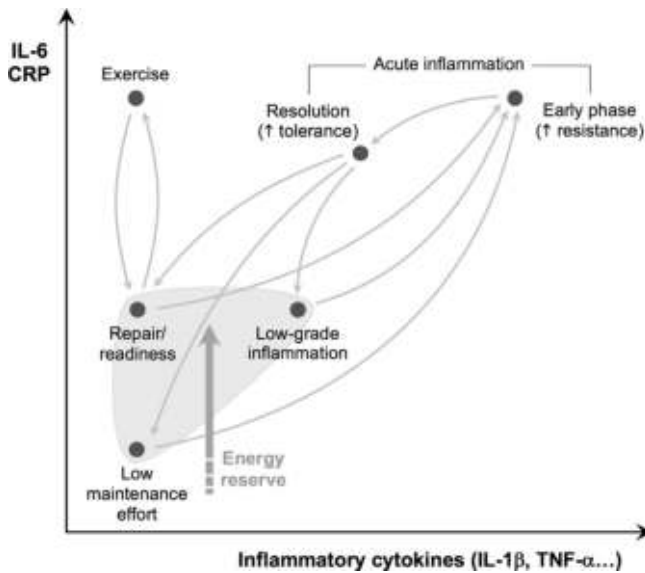 IL-6
CRP
Exercise
Acute inflammation
Resolution
(↑ tolerance)
Early phase
(↑ resistance)
Repair/
readiness
Low-grade
inflammation
Energy
reserve
Low
maintenance
effort
Inflammatory cytokines (IL-1β, TNF-α...)